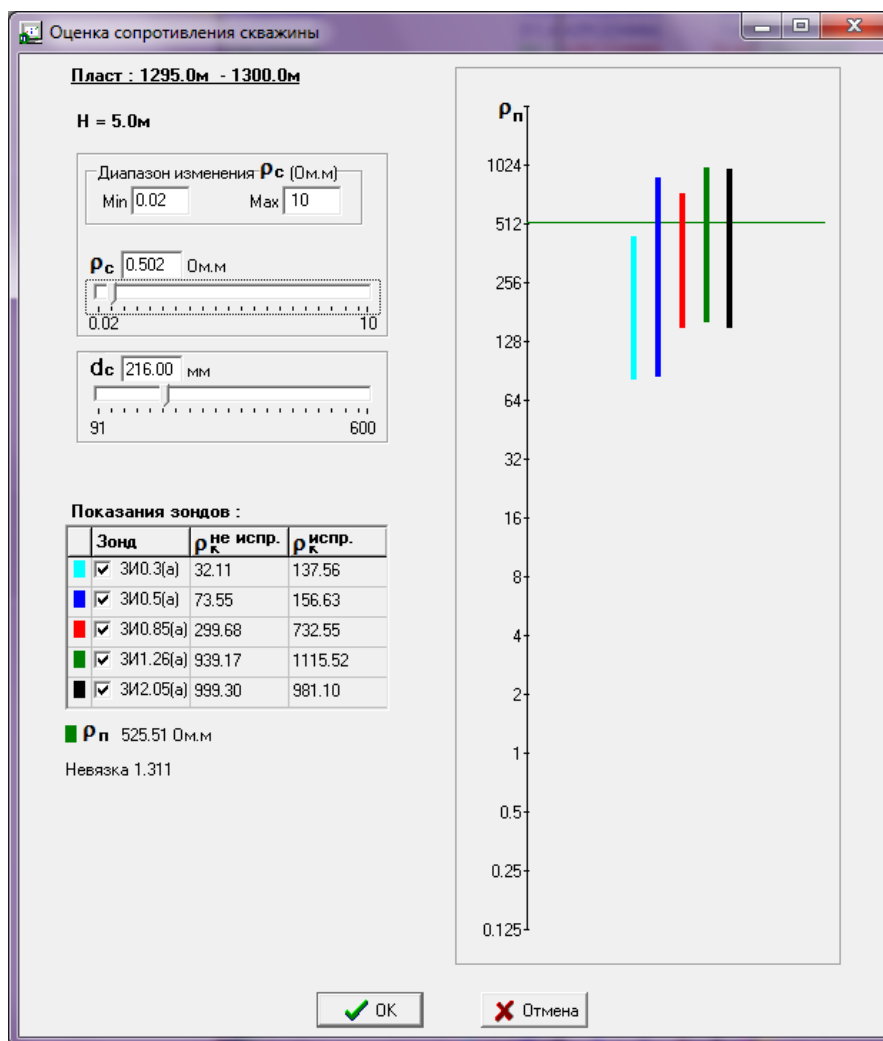 Оценка сопротивления скважины
Пласт : 1295.0м - 1300.0м
H = 5.0м
Диапазон изменения ρс (Ом.м)
Min 0.02 Max 10
ρс 0.502 Ом.м
0.02 10
dс 216.00 мм
91 600
Показания зондов :
Зонд ρк не испр. ρк испр.
ЗИ0.3(а) 32.11 137.56
ЗИ0.5(а) 73.55 156.63
ЗИ0.85(а) 299.68 732.55
ЗИ1.26(а) 939.17 1115.52
ЗИ2.05(а) 999.30 981.10
ρп 525.51 Ом.м
Невязка 1.311
ρп
1024
512
256
128
64
32
16
8
4
2
1
0.5
0.25
0.125
OK Отмена